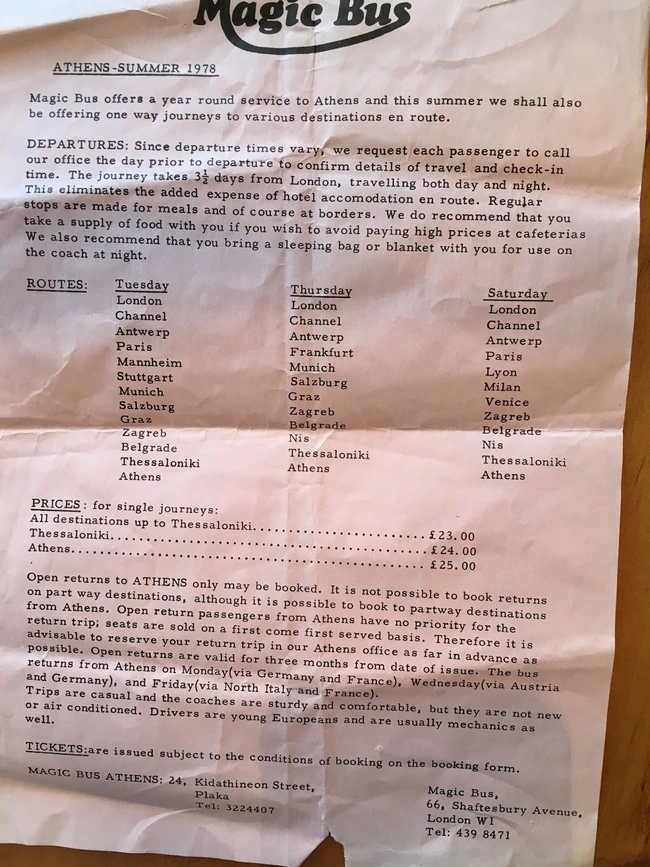 Magic Bus
ATHENS-SUMMER 1978
Magic Bus offers a year round service to Athens and this summer we shall also
be offering one way journeys to various destinations en route.
DEPARTURES: Since departure times vary, we request each passenger to call
our office the day prior to departure to confirm details of travel and check-in
time. The journey takes 3½ days from London, travelling both day and night.
This eliminates the added expense of hotel accomodation en route. Regular
stops are made for meals and of course at borders. We do recommend that you
take a supply of food with you if you wish to avoid paying high prices at cafeterias
We also recommend that you bring a sleeping bag or blanket with you for use on
the coach at night.
ROUTES: Tuesday Thursday Saturday
London London London
Channel Channel Channel
Antwerp Antwerp Antwerp
Paris Frankfurt Paris
Mannheim Munich Lyon
Stuttgart Salzburg Milan
Munich Graz Venice
Salzburg Zagreb Zagreb
Graz Belgrade Belgrade
Zagreb Nis Nis
Belgrade Thessaloniki Thessaloniki
Thessaloniki Athens Athens
Athens
PRICES: for single journeys:
All destinations up to Thessaloniki........................£23.00
Thessaloniki.............................................£24.00
Athens..................................................£25.00
Open returns to ATHENS only may be booked. It is not possible to book returns
on part way destinations, although it is possible to book to partway destinations
from Athens. Open return passengers from Athens have no priority for the
return trip; seats are sold on a first come first served basis. Therefore it is
advisable to reserve your return trip in our Athens office as far in advance as
possible. Open returns are valid for three months from date of issue. The bus
returns from Athens on Monday(via Germany and France), Wednesday(via Austria
and Germany), and Friday(via North Italy and France).
Trips are casual and the coaches are sturdy and comfortable, but they are not new
or air conditioned. Drivers are young Europeans and are usually mechanics as
well.
TICKETS:are issued subject to the conditions of booking on the booking form.
MAGIC BUS ATHENS: 24, Kidathineon Street,
Plaka
Tel: 3224407
Magic Bus,
66, Shaftesbury Avenue,
London W1
Tel: 439 8471